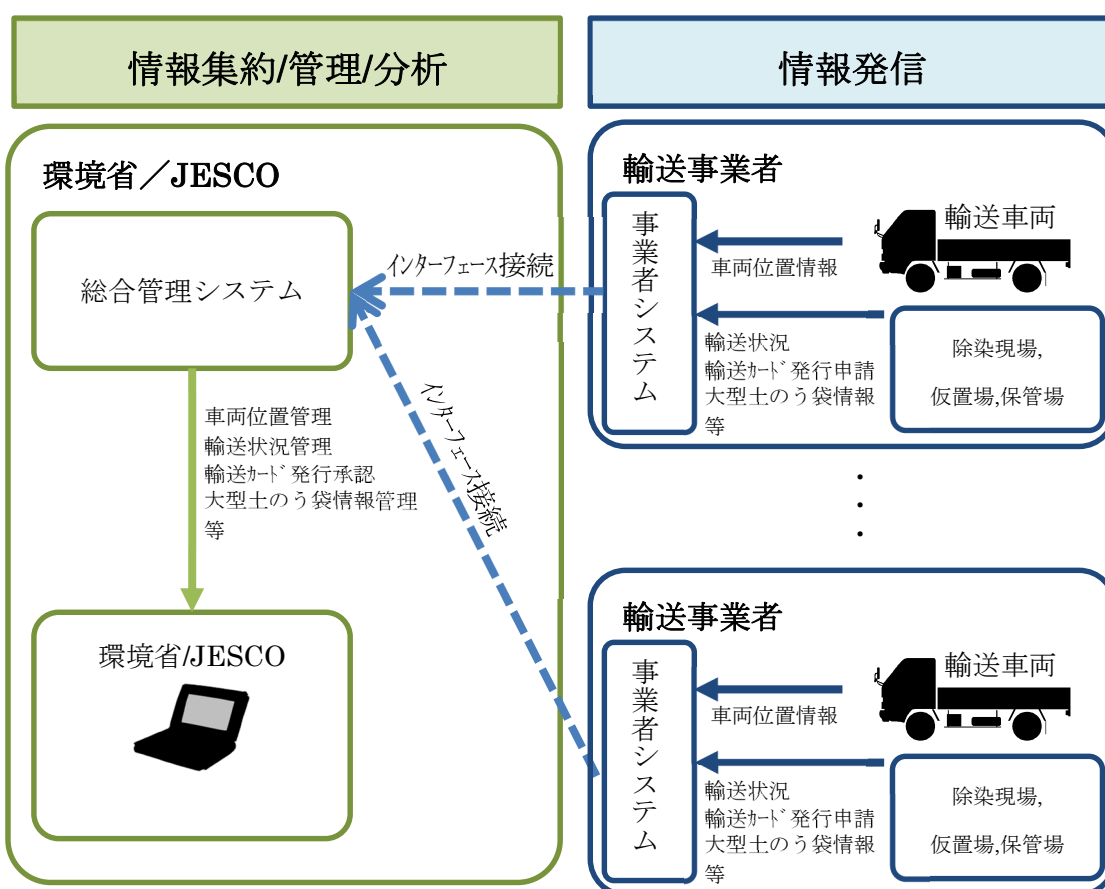 情報集約/管理/分析
環境省／JESCO
総合管理システム
車両位置管理
輸送状況管理
輸送ｶｰﾄﾞ発行承認
大型土のう袋情報管理
等
環境省/JESCO
ｲﾝﾀｰﾌｪｰｽ接続
ｲﾝﾀｰﾌｪｰｽ接続
情報発信
輸送事業者
事業者システム
輸送車両
車両位置情報
輸送状況
輸送ｶｰﾄﾞ発行申請
大型土のう袋情報
等
除染現場,
仮置場,保管場
・
・
・
輸送事業者
事業者システム
輸送車両
車両位置情報
輸送状況
輸送ｶｰﾄﾞ発行申請
大型土のう袋情報
等
除染現場,
仮置場,保管場